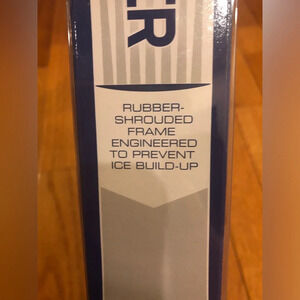 ER
RUBBER-
SHROUDED
FRAME
ENGINEERED
TO PREVENT
ICE BUILD-UP